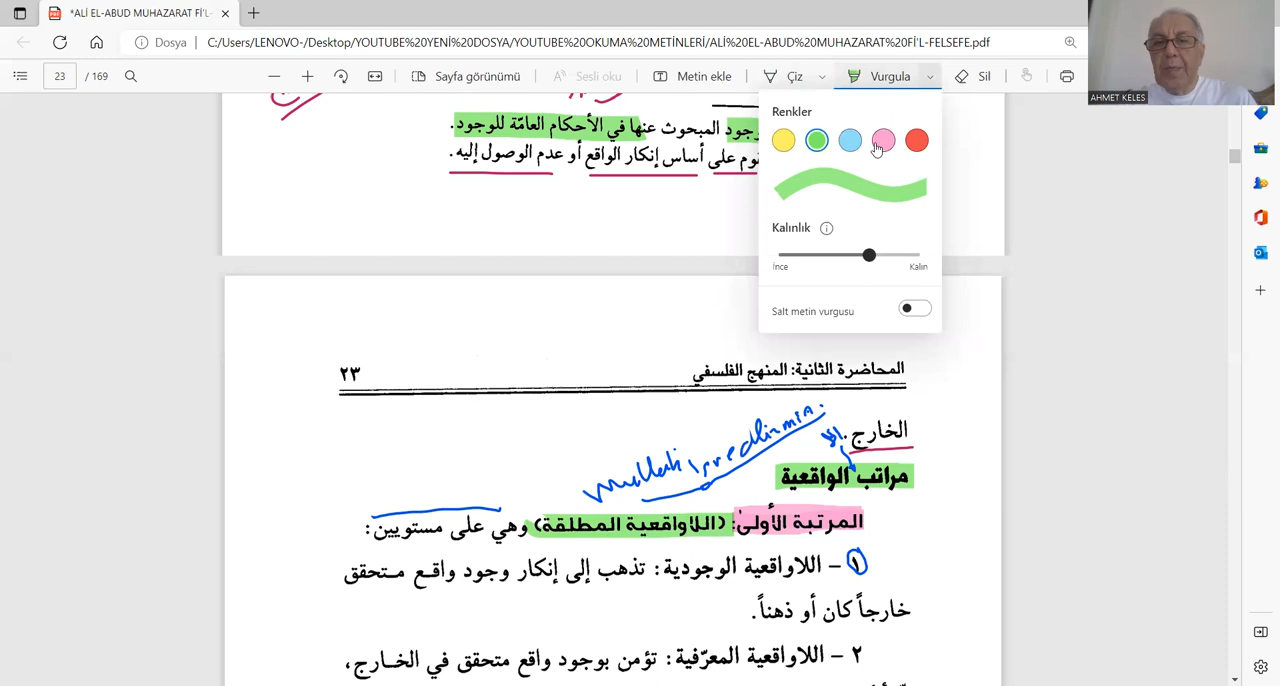 *ALİ EL-ABUD MUHAZARAT Fİ'L-
Dosya
C:/Users/LENOVO-/Desktop/YOUTUBE%20YENİ%20DOSYA/YOUTUBE%20OKUMA%20METİNLERİ/ALİ%20EL-ABUD%20MUHAZARAT%20Fİ'L-FELSEFE.pdf
23 / 169
Sayfa görünümü
Sesli oku
Metin ekle
Çiz
Vurgula
Sil
AHMET KELES
Renkler
Kalınlık
İnce
Kalın
Salt metin vurgusu
المبحوث عنها في الأحكام العامّة للوجود.
على أساس إنكار الواقع أو عدم الوصول إليه.
المحاضرة الثانية: المنهج الفلسفي
٢٣
الخارج.
مراتب الواقعية
المرتبة الأولى: (اللاواقعية المطلقة) وهي على مستويين:
١ - اللاواقعية الوجودية: تذهب إلى إنكار وجود واقع متحقق
خارجاً كان أو ذهناً.
٢ - اللاواقعية المعرّفية: تؤمن بوجود واقع متحقق في الخارج،